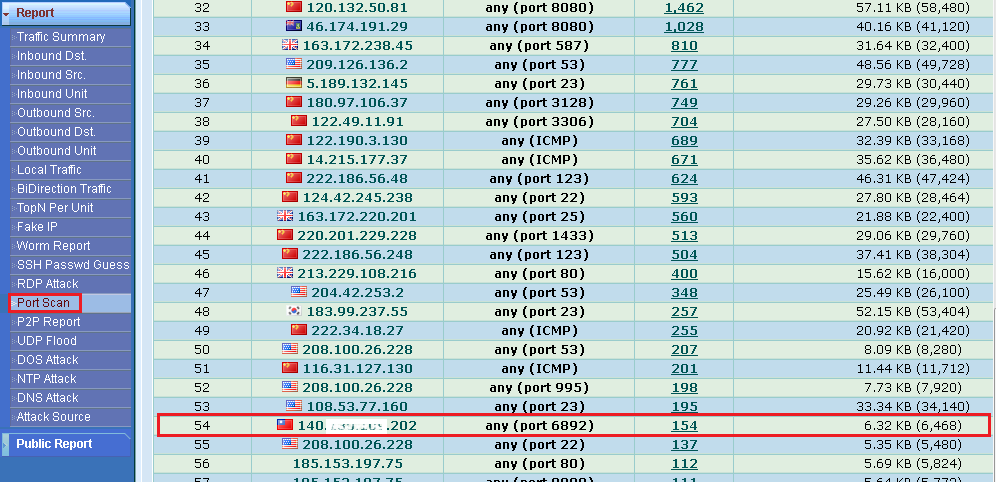 Report
Traffic Summary
Inbound Dst.
Inbound Src.
Inbound Unit
Outbound Src.
Outbound Dst.
Outbound Unit
Local Traffic
BiDirection Traffic
TopN Per Unit
Fake IP
Worm Report
SSH Passwd Guess
RDP Attack
Port Scan
P2P Report
UDP Flood
DOS Attack
NTP Attack
DNS Attack
Attack Source
Public Report
32 120.132.50.81 any (port 8080) 1,462 57.11 KB (58,480)
33 46.174.191.29 any (port 8080) 1,028 40.16 KB (41,120)
34 163.172.238.45 any (port 587) 810 31.64 KB (32,400)
35 209.126.136.2 any (port 53) 777 48.56 KB (49,728)
36 5.189.132.145 any (port 23) 761 29.73 KB (30,440)
37 180.97.106.37 any (port 3128) 749 29.26 KB (29,960)
38 122.49.11.91 any (port 3306) 704 27.50 KB (28,160)
39 122.190.3.130 any (ICMP) 689 32.39 KB (33,168)
40 14.215.177.37 any (ICMP) 671 35.62 KB (36,480)
41 222.186.56.48 any (port 123) 624 46.31 KB (47,424)
42 124.42.245.238 any (port 22) 593 27.80 KB (28,464)
43 163.172.220.201 any (port 25) 560 21.88 KB (22,400)
44 220.201.229.228 any (port 1433) 513 29.06 KB (29,760)
45 222.186.56.248 any (port 123) 504 37.41 KB (38,304)
46 213.229.108.216 any (port 80) 400 15.62 KB (16,000)
47 204.42.253.2 any (port 53) 348 25.49 KB (26,100)
48 183.99.237.55 any (port 23) 257 52.15 KB (53,404)
49 222.34.18.27 any (ICMP) 255 20.92 KB (21,420)
50 208.100.26.228 any (port 53) 207 8.09 KB (8,280)
51 116.31.127.130 any (ICMP) 201 11.44 KB (11,712)
52 208.100.26.228 any (port 995) 198 7.73 KB (7,920)
53 108.53.77.160 any (port 23) 195 33.34 KB (34,140)
54 140. .202 any (port 6892) 154 6.32 KB (6,468)
55 208.100.26.228 any (port 22) 137 5.35 KB (5,480)
56 185.153.197.75 any (port 80) 112 5.69 KB (5,824)